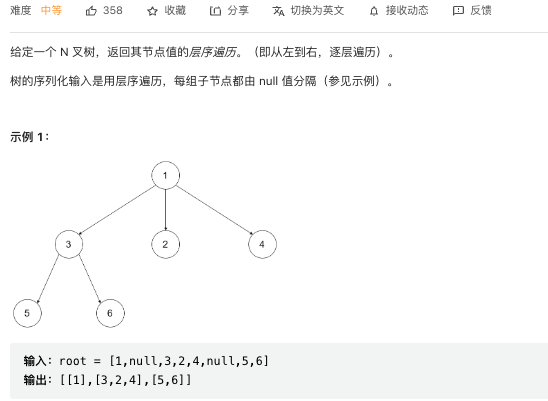 难度 中等 358 收藏 分享 切换为英文 接收动态 反馈
给定一个 N 叉树，返回其节点值的层序遍历。（即从左到右，逐层遍历）。
树的序列化输入是用层序遍历，每组子节点都由 null 值分隔（参见示例）。
示例 1：
1
3 2 4
5 6
输入：root = [1,null,3,2,4,null,5,6]
输出：[[1],[3,2,4],[5,6]]